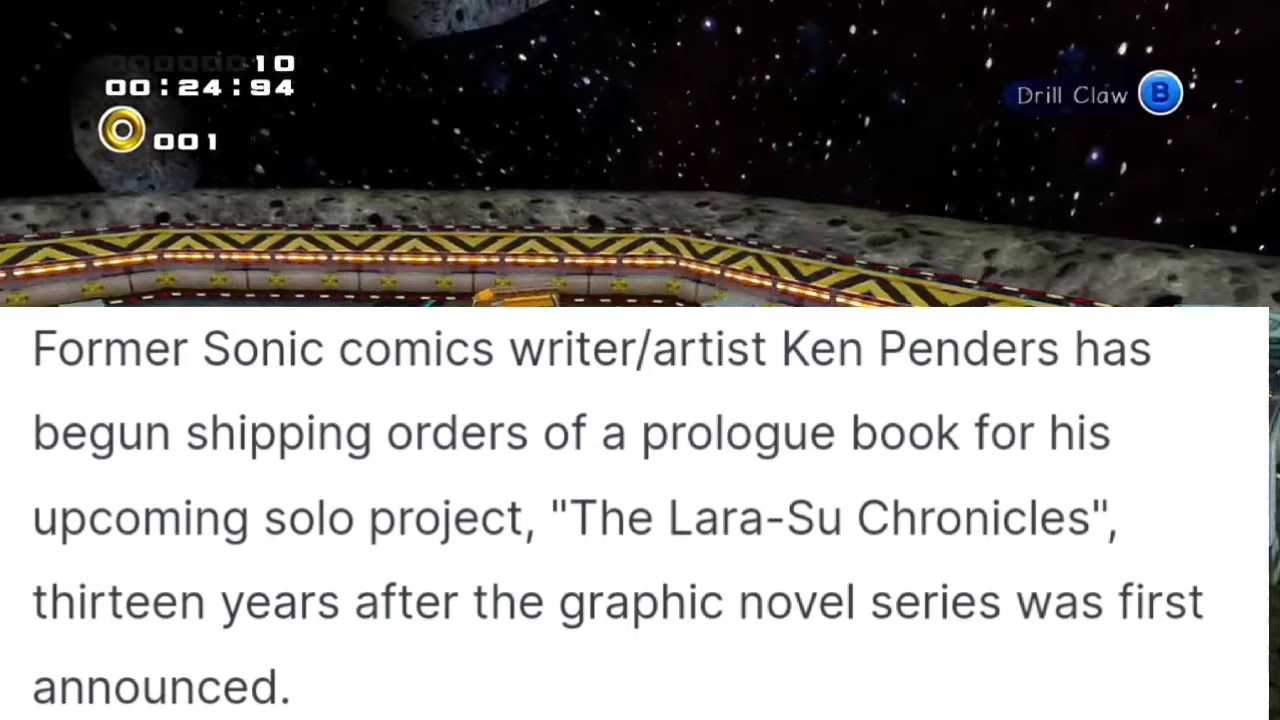 10
00:24:94
001
Drill Claw B
Former Sonic comics writer/artist Ken Penders has
begun shipping orders of a prologue book for his
upcoming solo project, "The Lara-Su Chronicles",
thirteen years after the graphic novel series was first
announced.